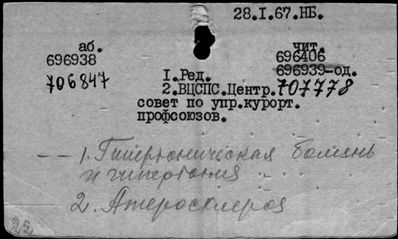 28.I.67.НБ.
аб. чит.
696938 696406
706847 696939-од.
I.Ред. 707778
2.ВЦСПС.Центр.
совет по упр.курорт.
профсоюзов.
— 1. Гипертоническая болезнь
и гипертония
2. Атеросклероз
22